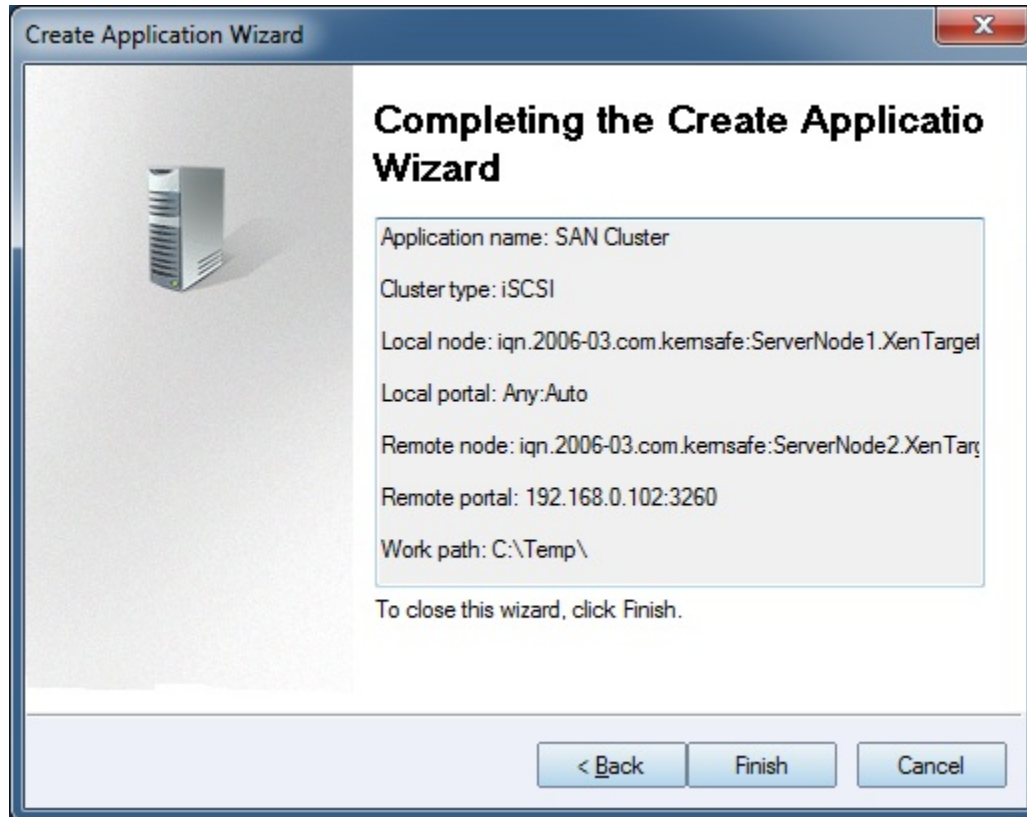 Create Application Wizard
Completing the Create Applicatio
Wizard
Application name: SAN Cluster
Cluster type: iSCSI
Local node: iqn.2006-03.com.kernsafe:ServerNode1.XenTarget
Local portal: Any:Auto
Remote node: iqn.2006-03.com.kernsafe:ServerNode2.XenTarg
Remote portal: 192.168.0.102:3260
Work path: C:\Temp\
To close this wizard, click Finish.
< Back Finish Cancel